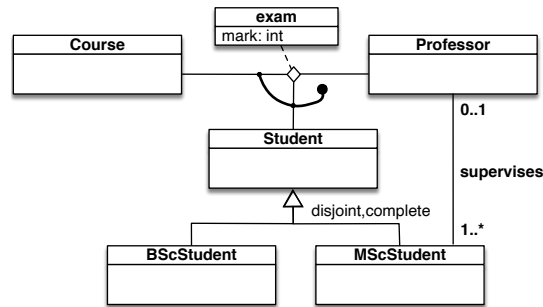 exam
mark: int
Course
Professor
0..1
Student
supervises
disjoint,complete
1..*
BScStudent
MScStudent